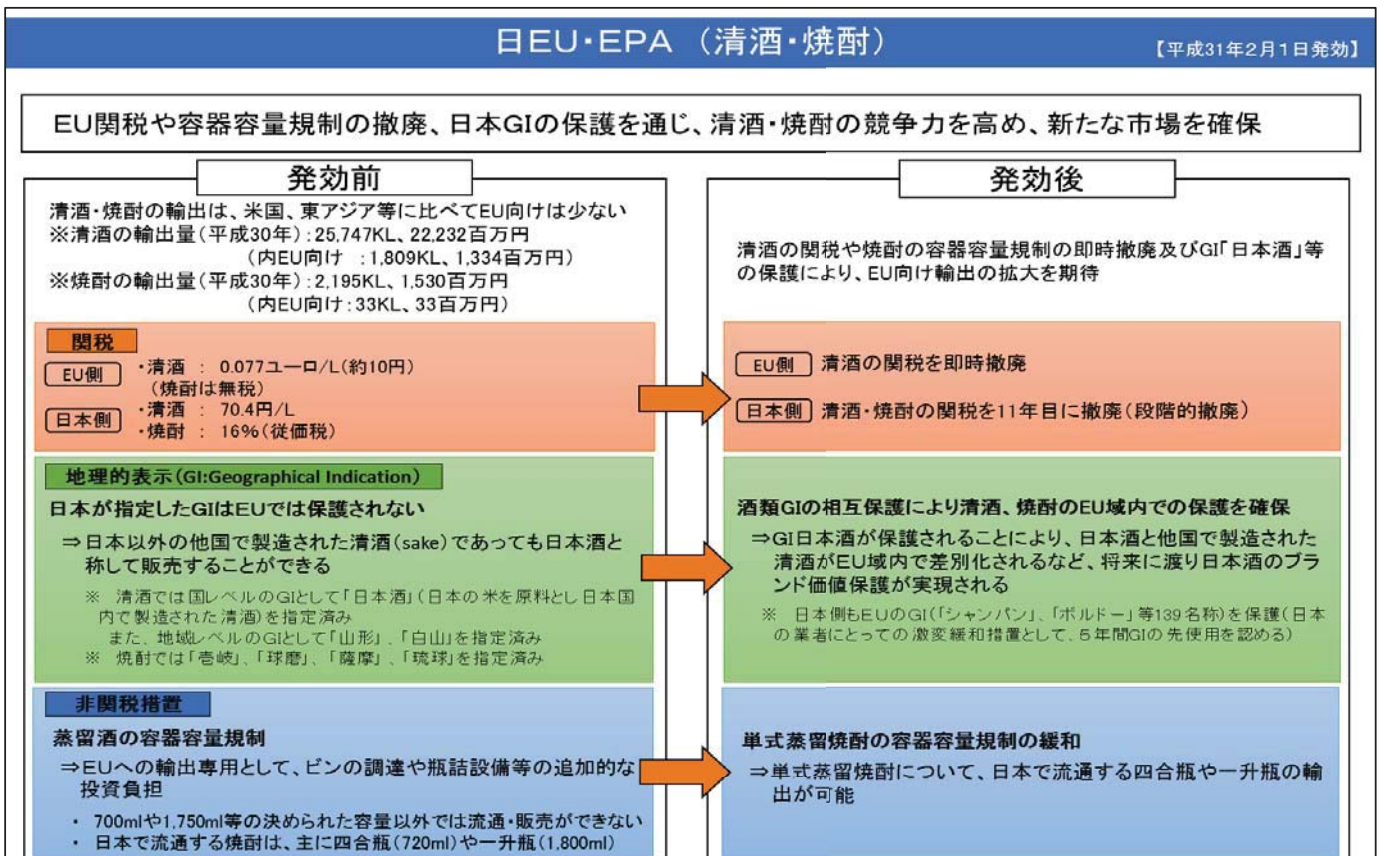 日EU・EPA （清酒・焼酎）
【平成31年2月1日発効】
EU関税や容器容量規制の撤廃、日本GIの保護を通じ、清酒・焼酎の競争力を高め、新たな市場を確保
発効前
清酒・焼酎の輸出は、米国、東アジア等に比べてEU向けは少ない
※清酒の輸出量（平成30年）：25,747KL、22,232百万円
（内EU向け ：1,809KL、1,334百万円）
※焼酎の輸出量（平成30年）：2,195KL、1,530百万円
（内EU向け：33KL、33百万円）
関税
EU側
・清酒 ： 0.077ユーロ/L（約10円）
（焼酎は無税）
日本側
・清酒 ： 70.4円/L
・焼酎 ： 16%（従価税）
地理的表示（GI:Geographical Indication）
日本が指定したGIはEUでは保護されない
⇒日本以外の他国で製造された清酒（sake）であっても日本酒と
称して販売することができる
※ 清酒では国レベルのGIとして「日本酒」（日本の米を原料とし日本国
内で製造された清酒）を指定済み
また、地域レベルのGIとして「山形」、「白山」を指定済み
※ 焼酎では「壱岐」、「球磨」、「薩摩」、「琉球」を指定済み
非関税措置
蒸留酒の容器容量規制
⇒EUへの輸出専用として、ビンの調達や瓶詰設備等の追加的な
投資負担
・ 700mlや1,750ml等の決められた容量以外では流通・販売ができない
・ 日本で流通する焼酎は、主に四合瓶（720ml）や一升瓶（1,800ml）
発効後
清酒の関税や焼酎の容器容量規制の即時撤廃及びGI「日本酒」等
の保護により、EU向け輸出の拡大を期待
EU側 清酒の関税を即時撤廃
日本側 清酒・焼酎の関税を11年目に撤廃（段階的撤廃）
酒類GIの相互保護により清酒、焼酎のEU域内での保護を確保
⇒GI日本酒が保護されることにより、日本酒と他国で製造された
清酒がEU域内で差別化されるなど、将来に渡り日本酒のブラ
ンド価値保護が実現される
※ 日本側もEUのGI（「シャンパン」、「ボルドー」等139名称）を保護（日本
の業者にとっての激変緩和措置として、５年間GIの先使用を認める）
単式蒸留焼酎の容器容量規制の緩和
⇒単式蒸留焼酎について、日本で流通する四合瓶や一升瓶の輸
出が可能